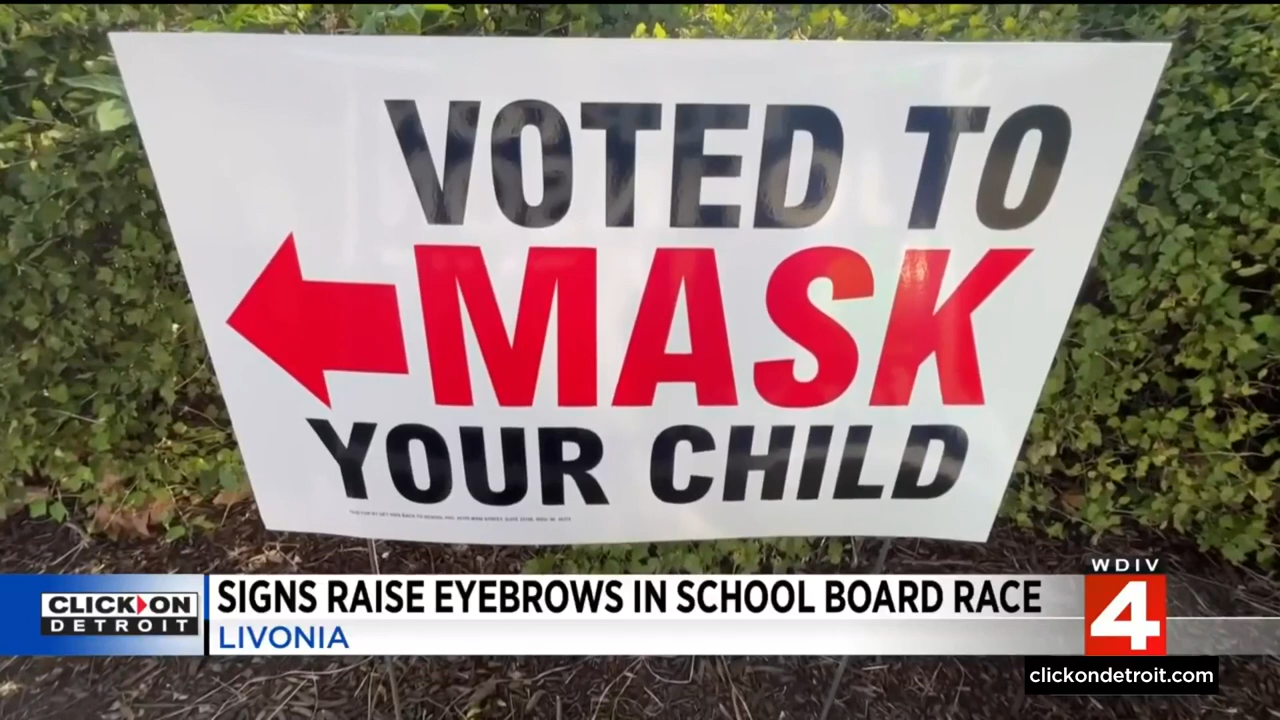 VOTED TO
MASK
YOUR CHILD
WDIV
4
CLICK ON
DETROIT
SIGNS RAISE EYEBROWS IN SCHOOL BOARD RACE
LIVONIA
clickondetroit.com